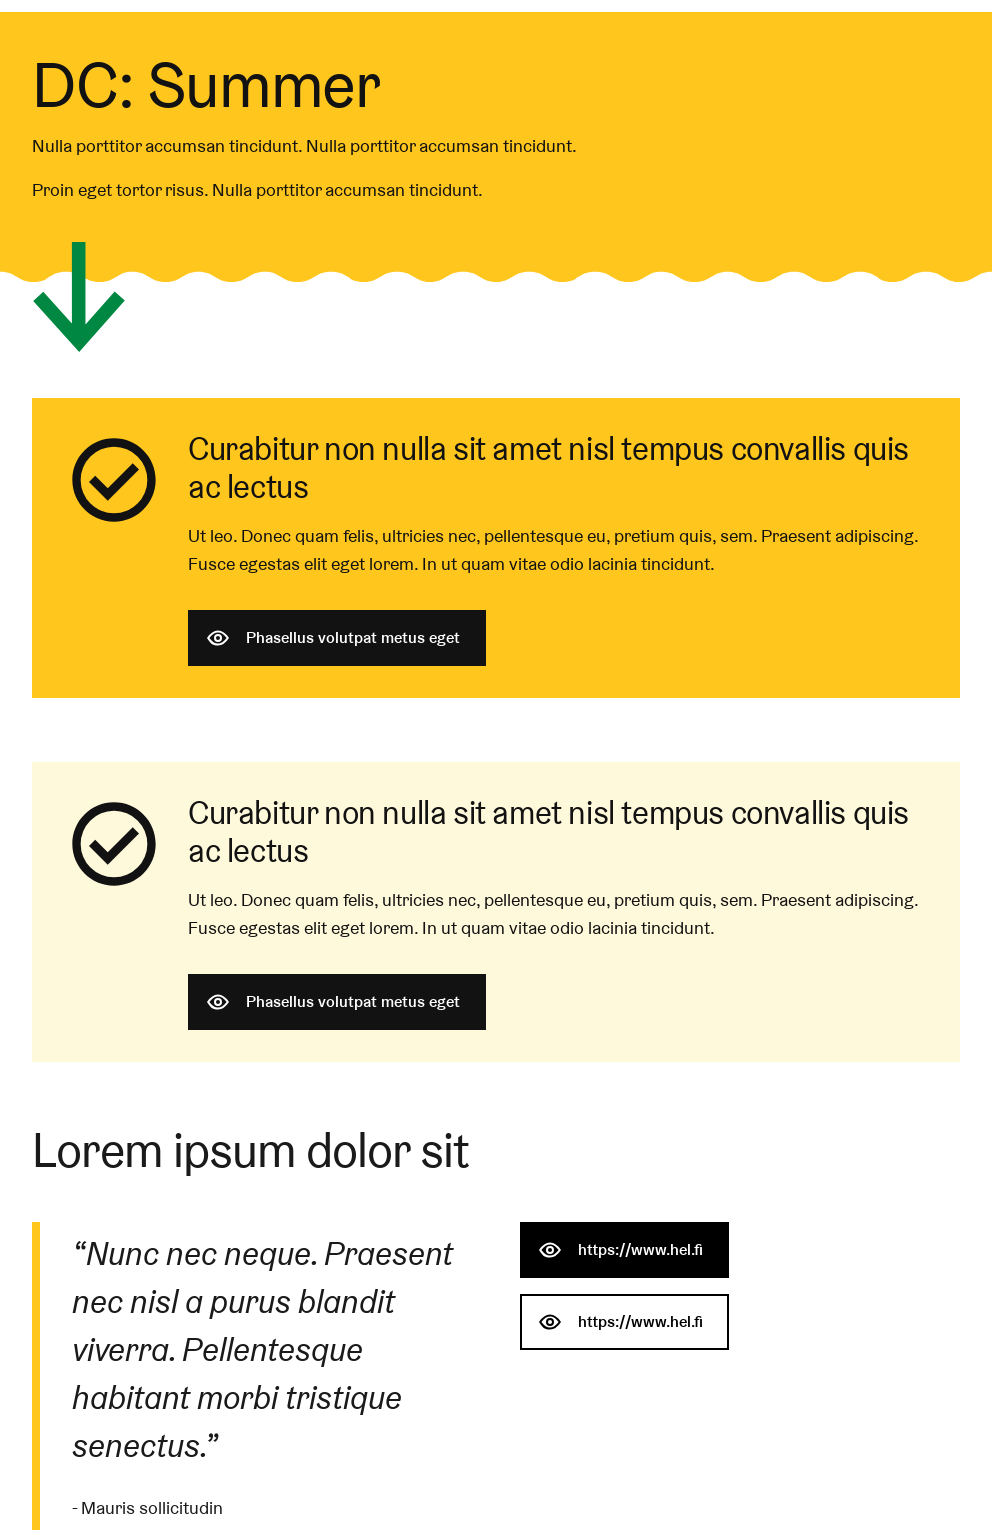 DC: Summer
Nulla porttitor accumsan tincidunt. Nulla porttitor accumsan tincidunt.
Proin eget tortor risus. Nulla porttitor accumsan tincidunt.
Curabitur non nulla sit amet nisl tempus convallis quis
ac lectus
Ut leo. Donec quam felis, ultricies nec, pellentesque eu, pretium quis, sem. Praesent adipiscing.
Fusce egestas elit eget lorem. In ut quam vitae odio lacinia tincidunt.
Phasellus volutpat metus eget
Curabitur non nulla sit amet nisl tempus convallis quis
ac lectus
Ut leo. Donec quam felis, ultricies nec, pellentesque eu, pretium quis, sem. Praesent adipiscing.
Fusce egestas elit eget lorem. In ut quam vitae odio lacinia tincidunt.
Phasellus volutpat metus eget
Lorem ipsum dolor sit
“Nunc nec neque. Praesent
nec nisl a purus blandit
viverra. Pellentesque
habitant morbi tristique
senectus.”
- Mauris sollicitudin
https://www.hel.fi
https://www.hel.fi